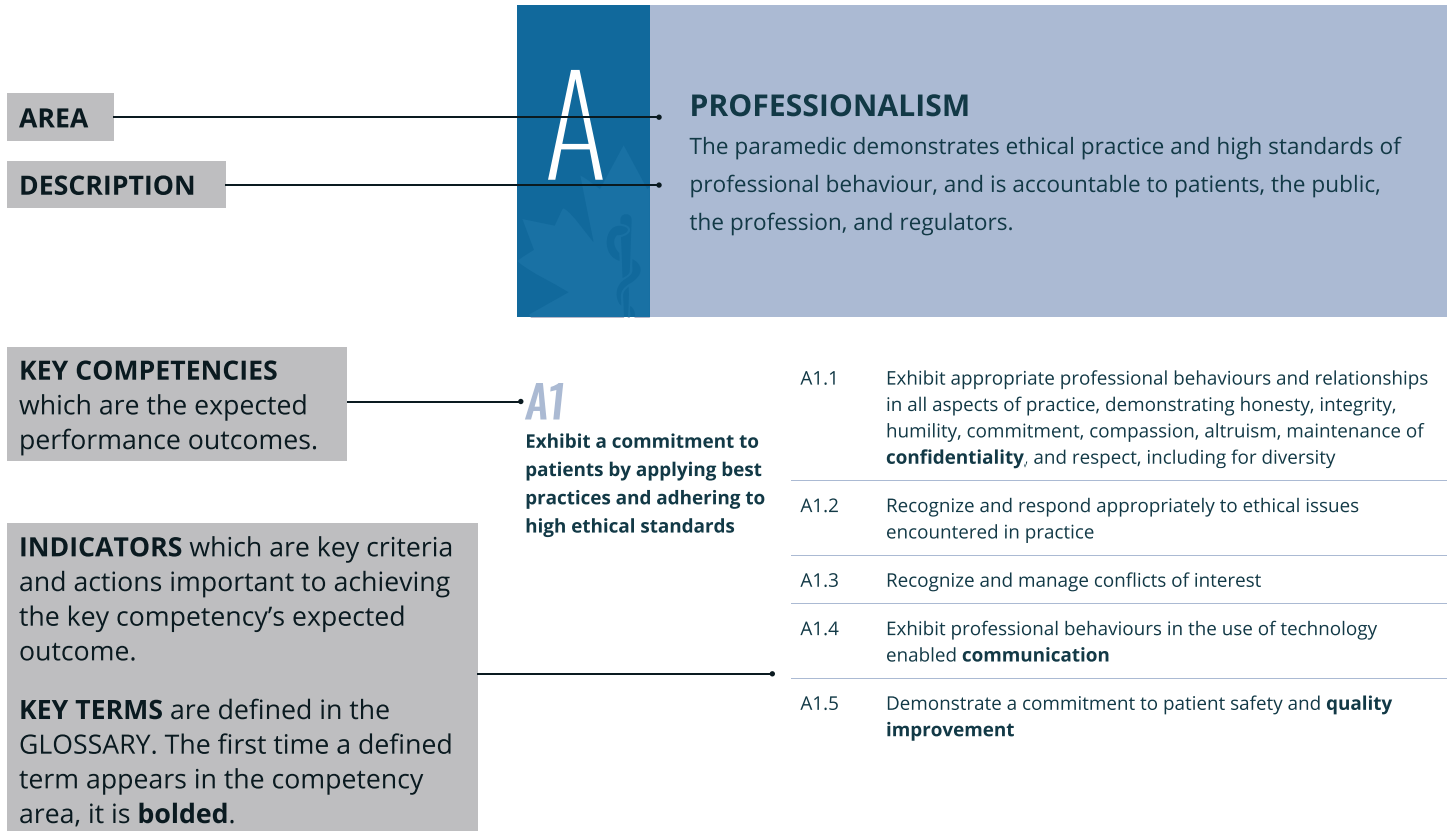 AREA
DESCRIPTION
A
PROFESSIONALISM
The paramedic demonstrates ethical practice and high standards of
professional behaviour, and is accountable to patients, the public,
the profession, and regulators.
KEY COMPETENCIES
which are the expected
performance outcomes.
INDICATORS which are key criteria
and actions important to achieving
the key competency’s expected
outcome.
KEY TERMS are defined in the
GLOSSARY. The first time a defined
term appears in the competency
area, it is bolded.
A1
Exhibit a commitment to
patients by applying best
practices and adhering to
high ethical standards
A1.1 Exhibit appropriate professional behaviours and relationships
in all aspects of practice, demonstrating honesty, integrity,
humility, commitment, compassion, altruism, maintenance of
confidentiality, and respect, including for diversity
A1.2 Recognize and respond appropriately to ethical issues
encountered in practice
A1.3 Recognize and manage conflicts of interest
A1.4 Exhibit professional behaviours in the use of technology
enabled communication
A1.5 Demonstrate a commitment to patient safety and quality
improvement